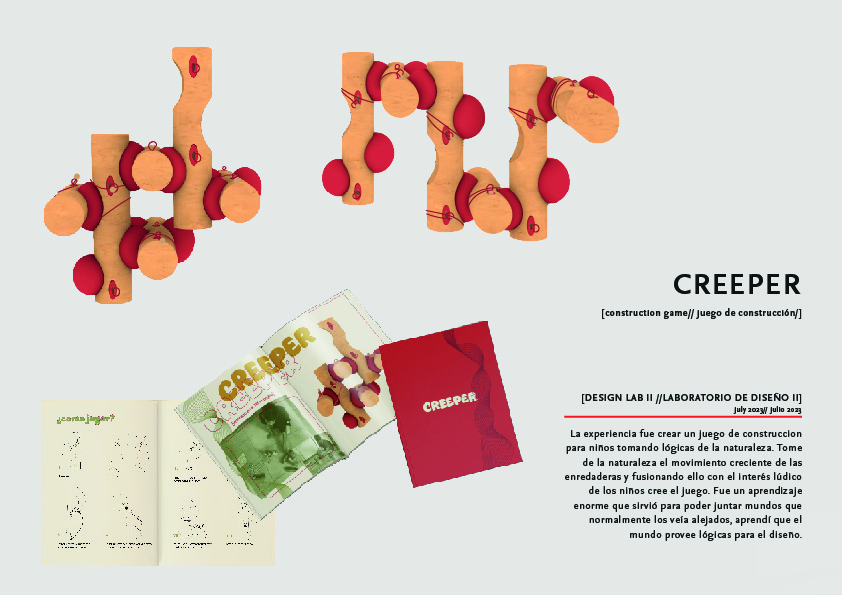 CREEPER
[construction game// juego de construcción/]
[DESIGN LAB II //LABORATORIO DE DISEÑO II]
July 2023// Julio 2023
La experiencia fue crear un juego de construccion
para niños tomando lógicas de la naturaleza. Tome
de la naturaleza el movimiento creciente de las
enredaderas y fusionando ello con el interés lúdico
de los niños cree el juego. Fue un aprendizaje
enorme que sirvió para poder juntar mundos que
normalmente los veía alejados, aprendí que el
mundo provee lógicas para el diseño.
CREEPER
CREEPER
¿como jugar?